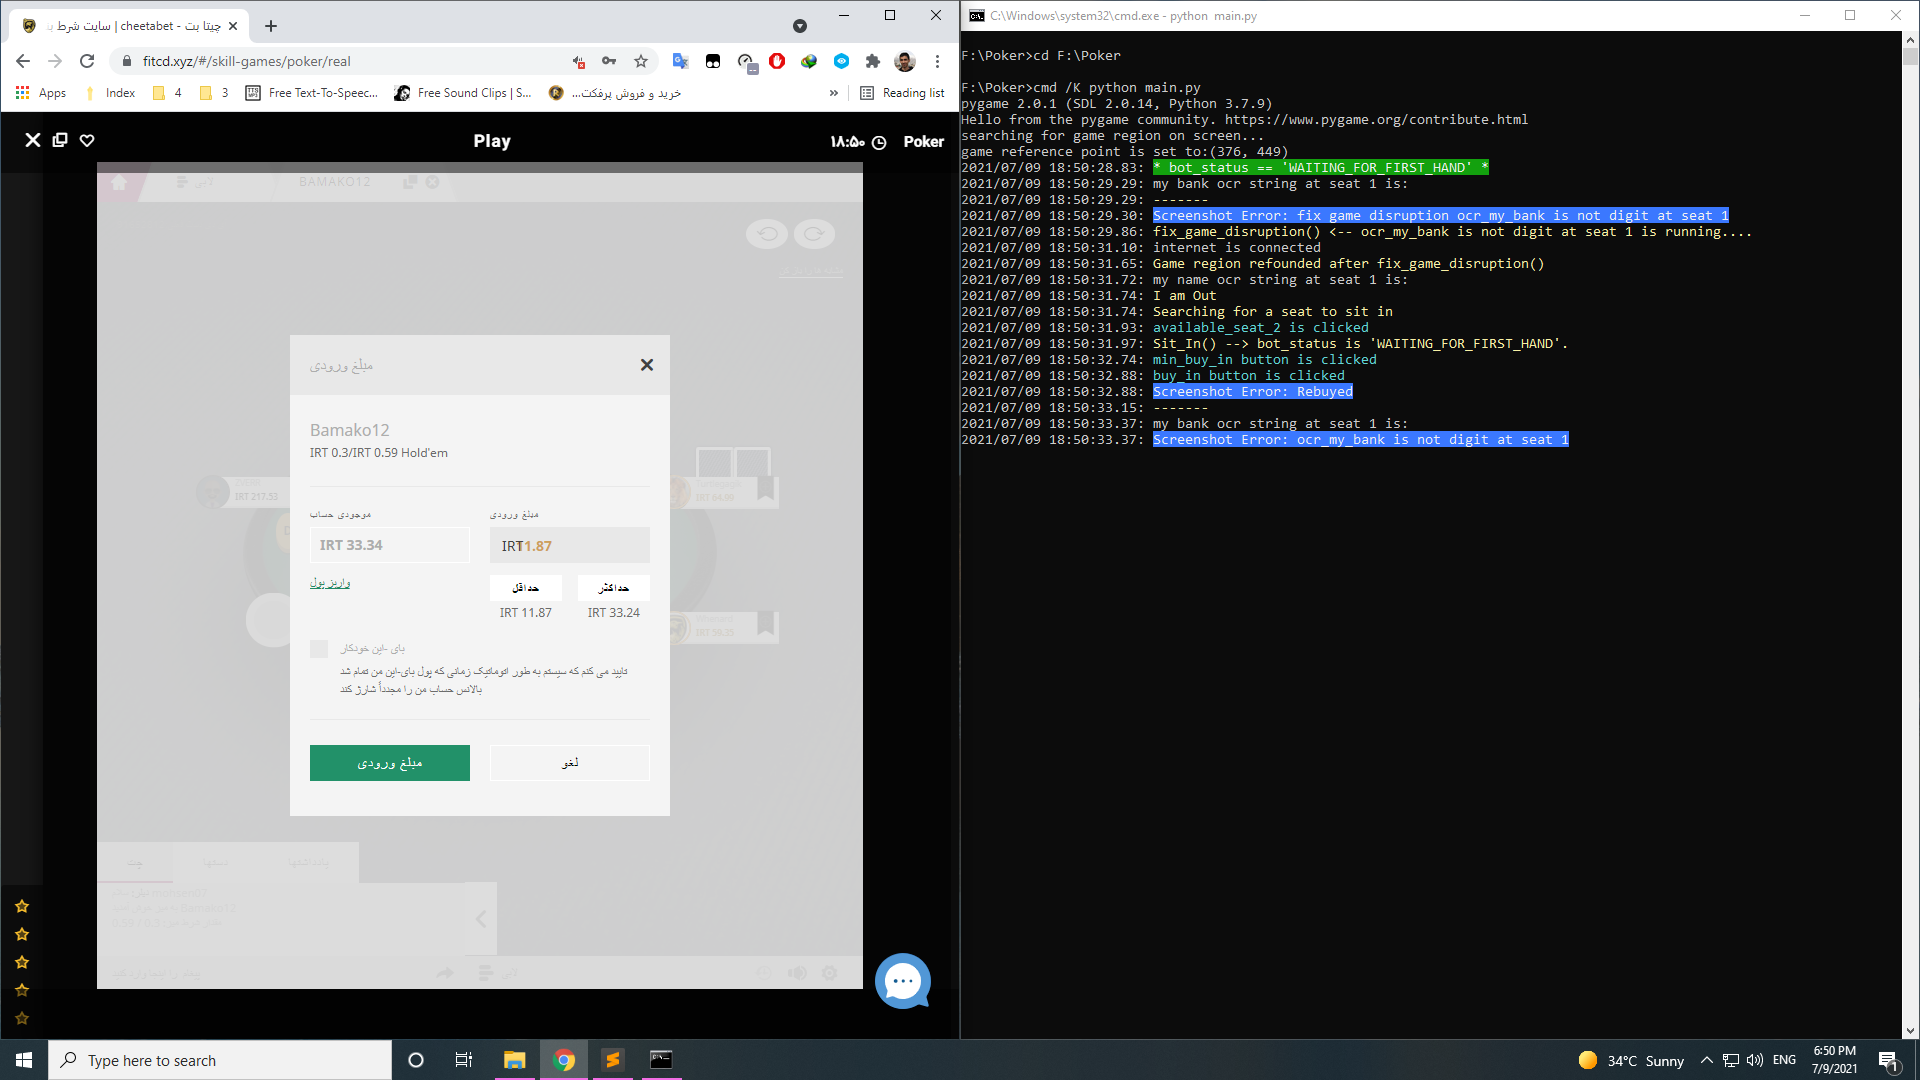 چیتا بت - cheetabet | سایت شرط ب
fitcd.xyz/#/skill-games/poker/real
Apps
Index
4
3
Free Text-To-Speec...
Free Sound Clips | S...
خرید و فروش پرفکت...
»
Reading list
Play
۱۸:۵۰
Poker
لابی
BAMAKO12
مبلغ ورودی
Bamako12
IRT 0.3/IRT 0.59 Hold'em
IRT 217.53
IRT 64.00
موجودی حساب
مبلغ ورودی
IRT 33.34
IRT11.87
واریز پول
حداقل
حداکثر
IRT 11.87
IRT 33.24
بای -این خودکار
تایید می کنم که سیستم به طور اتوماتیک زمانی که پول بای-این من تمام شد
بالانس حساب من را مجدداً شارژ کند
مبلغ ورودی
لغو
چت
دستها
یادداشتها
لابی
C:\Windows\system32\cmd.exe - python  main.py
F:\Poker>cd F:\Poker
F:\Poker>cmd /K python main.py
pygame 2.0.1 (SDL 2.0.14, Python 3.7.9)
Hello from the pygame community. https://www.pygame.org/contribute.html
searching for game region on screen...
game reference point is set to:(376, 449)
2021/07/09 18:50:28.83: * bot_status == 'WAITING_FOR_FIRST_HAND' *
2021/07/09 18:50:29.29: my bank ocr string at seat 1 is:
2021/07/09 18:50:29.29: -------
2021/07/09 18:50:29.30: Screenshot Error: fix game disruption ocr_my_bank is not digit at seat 1
2021/07/09 18:50:29.86: fix_game_disruption() <-- ocr_my_bank is not digit at seat 1 is running....
2021/07/09 18:50:31.10: internet is connected
2021/07/09 18:50:31.65: Game region refounded after fix_game_disruption()
2021/07/09 18:50:31.72: my name ocr string at seat 1 is:
2021/07/09 18:50:31.74: I am Out
2021/07/09 18:50:31.74: Searching for a seat to sit in
2021/07/09 18:50:31.93: available_seat_2 is clicked
2021/07/09 18:50:31.97: Sit_In() --> bot_status is 'WAITING_FOR_FIRST_HAND'.
2021/07/09 18:50:32.74: min_buy_in button is clicked
2021/07/09 18:50:32.88: buy_in button is clicked
2021/07/09 18:50:32.88: Screenshot Error: Rebuyed
2021/07/09 18:50:33.15: -------
2021/07/09 18:50:33.37: my bank ocr string at seat 1 is:
2021/07/09 18:50:33.37: Screenshot Error: ocr_my_bank is not digit at seat 1
Type here to search
34°C Sunny
ENG
6:50 PM
7/9/2021
1